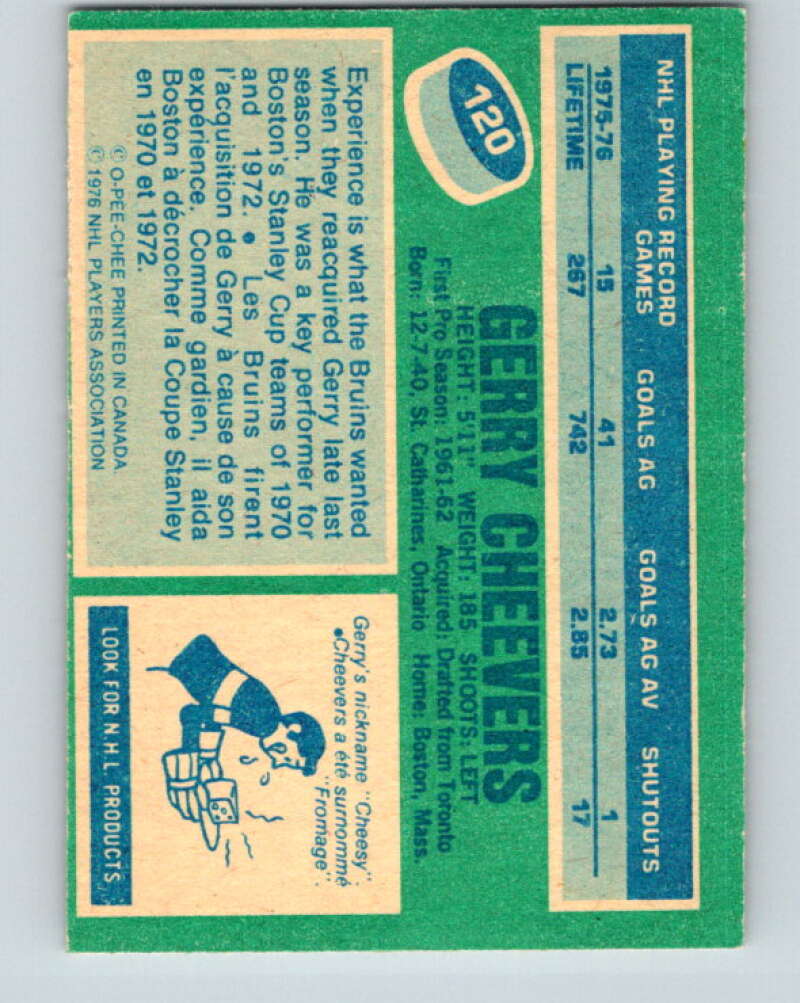 NHL PLAYING RECORD
GAMES GOALS AG GOALS AG AV SHUTOUTS
1975-76 15 41 2.73 1
LIFETIME 267 742 2.85 17
120
GERRY CHEEVERS
HEIGHT: 5'11" WEIGHT: 185 SHOOTS: LEFT
First Pro Season: 1961-62 Acquired: Drafted from Toronto
Born: 12-7-40, St. Catharines, Ontario Home: Boston, Mass.
Experience is what the Bruins wanted
when they reacquired Gerry late last
season. He was a key performer for
Boston's Stanley Cup teams of 1970
and 1972. • Les Bruins firent
l'acquisition de Gerry à cause de son
expérience. Comme gardien, il aida
Boston à décrocher la Coupe Stanley
en 1970 et 1972.
© O-PEE-CHEE PRINTED IN CANADA.
© 1976 NHL PLAYERS ASSOCIATION
Gerry's nickname "Cheesy".
•Cheevers a été surnommé
"Fromage".
LOOK FOR N.H.L. PRODUCTS